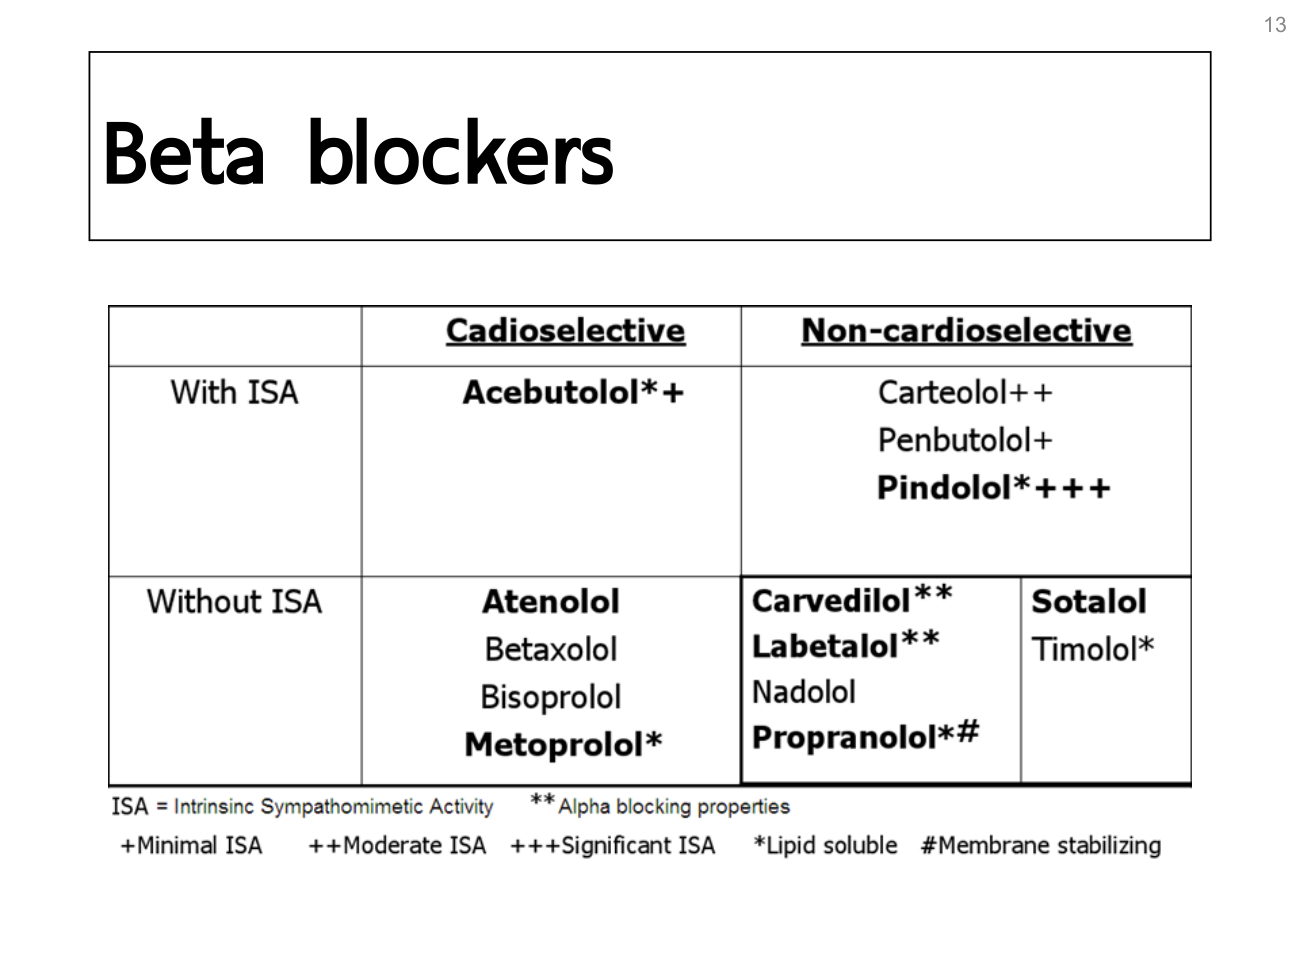 13
Beta blockers
Cadioselective Non-cardioselective
With ISA Acebutolol*+ Carteolol++
Penbutolol+
Pindolol*+++
Without ISA Atenolol Carvedilol** Sotalol
Betaxolol Labetalol** Timolol*
Bisoprolol Nadolol
Metoprolol* Propranolol*#
ISA = Intrinsinc Sympathomimetic Activity **Alpha blocking properties
+Minimal ISA ++Moderate ISA +++Significant ISA *Lipid soluble #Membrane stabilizing